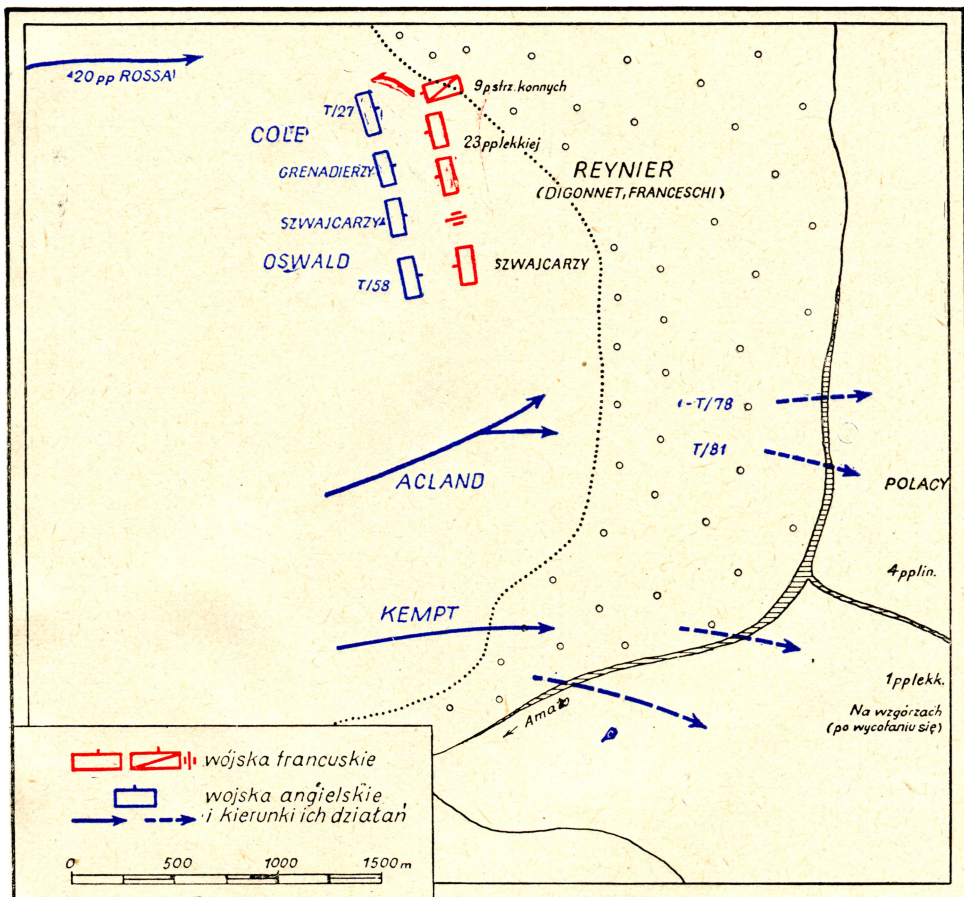 20 pp ROSSA
9 p strz. konnych
T/27
COLE
23 pp lekkiej
GRENADIERZY
REYNIER
(DIGONNET, FRANCESCHI)
SZWAJCARZY
OSWALD
SZWAJCARZY
T/58
T/78
T/81
ACLAND
POLACY
4 pp lin.
KEMPT
1 pp lekk.
Na wzgórzach
(po wycofaniu się)
Amato
wojska francuskie
wojska angielskie
i kierunki ich działań
0 500 1000 1500 m